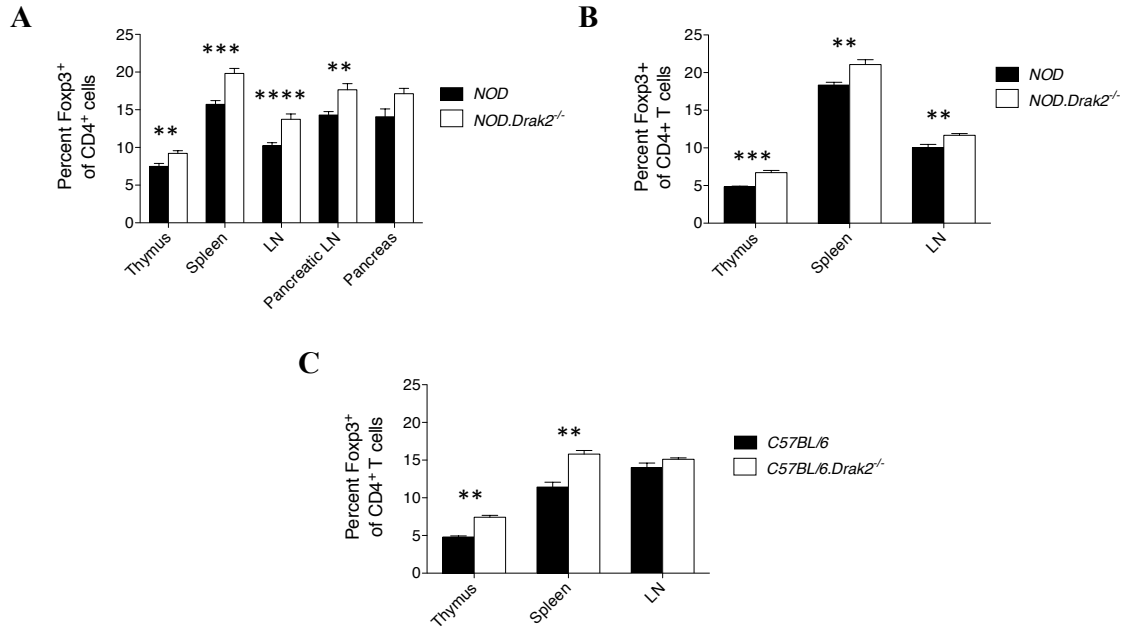 A
Percent Foxp3⁺
of CD4⁺ cells
25
20
15
10
5
0
**
***
****
**
Thymus
Spleen
LN
Pancreatic LN
Pancreas
NOD
NOD.Drak2⁻/⁻
B
Percent Foxp3+
of CD4+ T cells
25
20
15
10
5
0
***
**
**
Thymus
Spleen
LN
NOD
NOD.Drak2⁻/⁻
C
Percent Foxp3⁺
of CD4⁺ T cells
25
20
15
10
5
0
**
**
Thymus
Spleen
LN
C57BL/6
C57BL/6.Drak2⁻/⁻